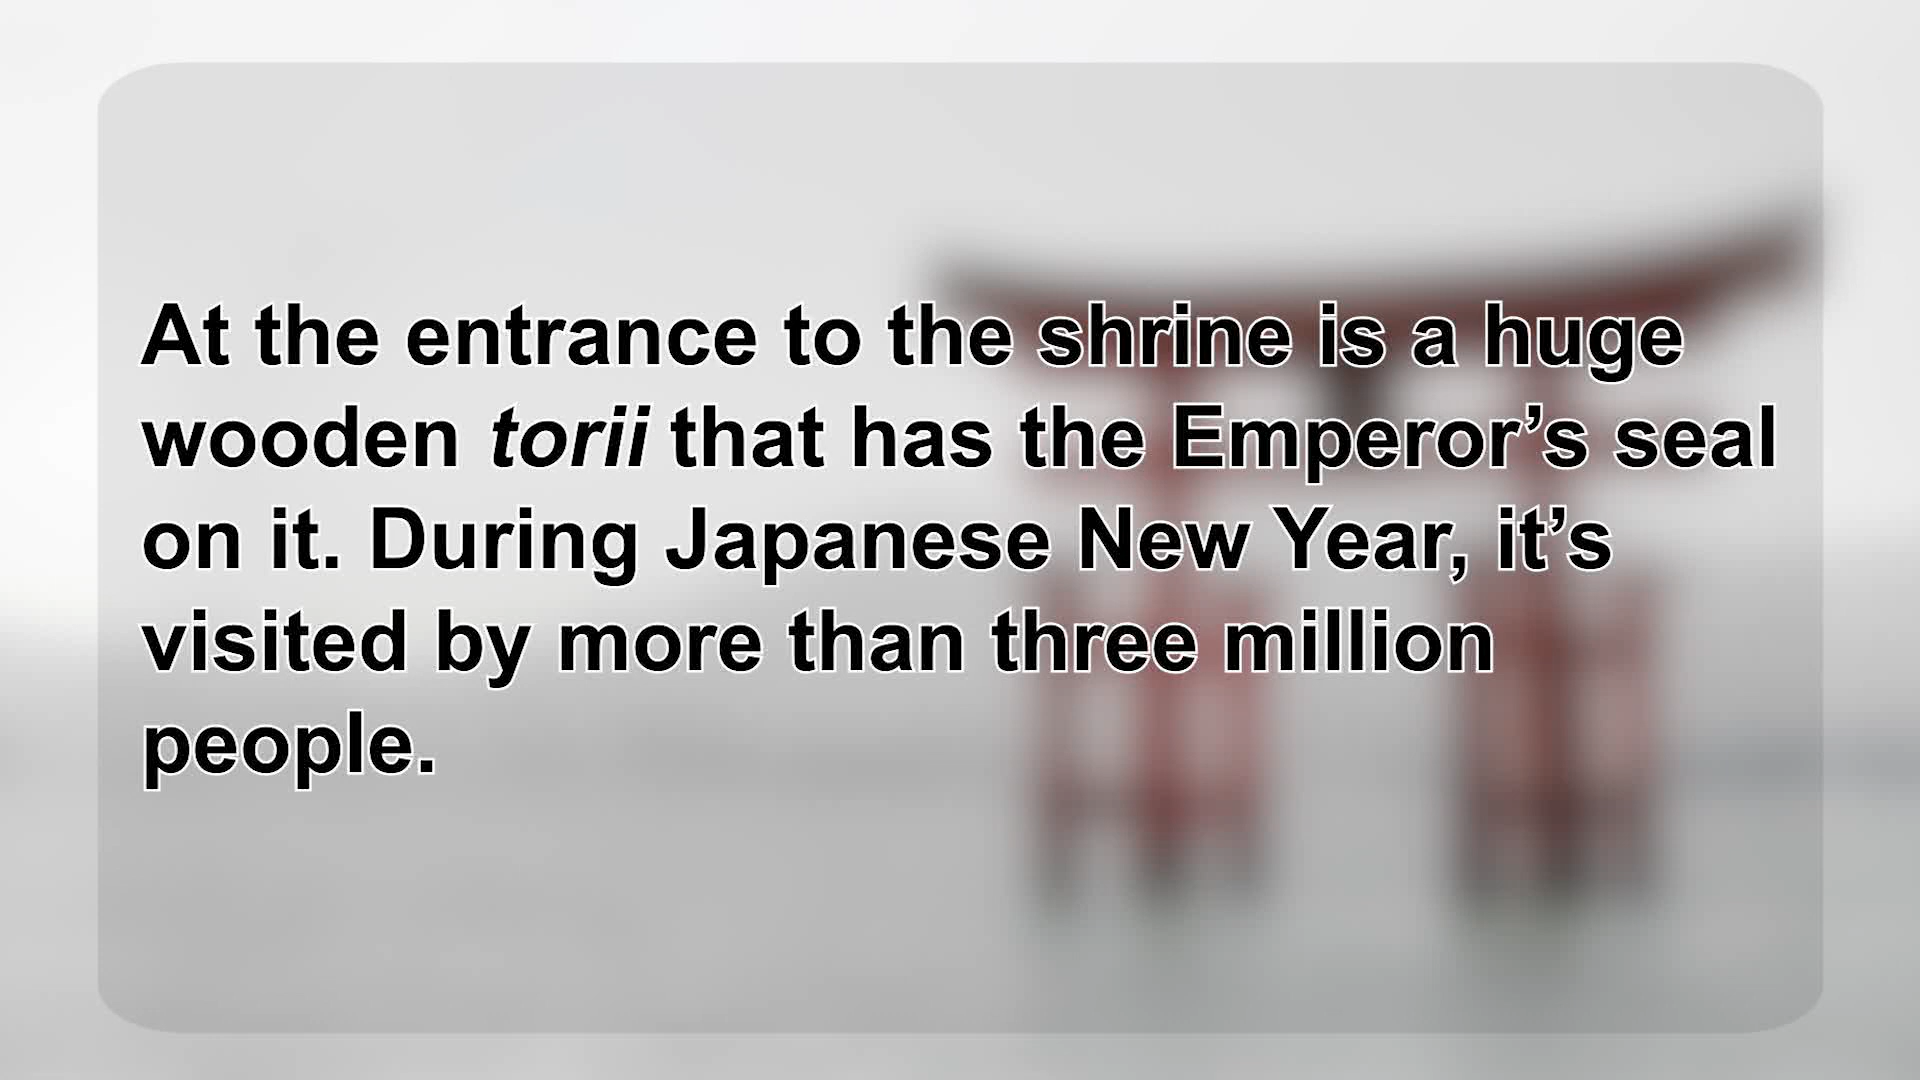 At the entrance to the shrine is a huge
wooden torii that has the Emperor’s seal
on it. During Japanese New Year, it’s
visited by more than three million
people.